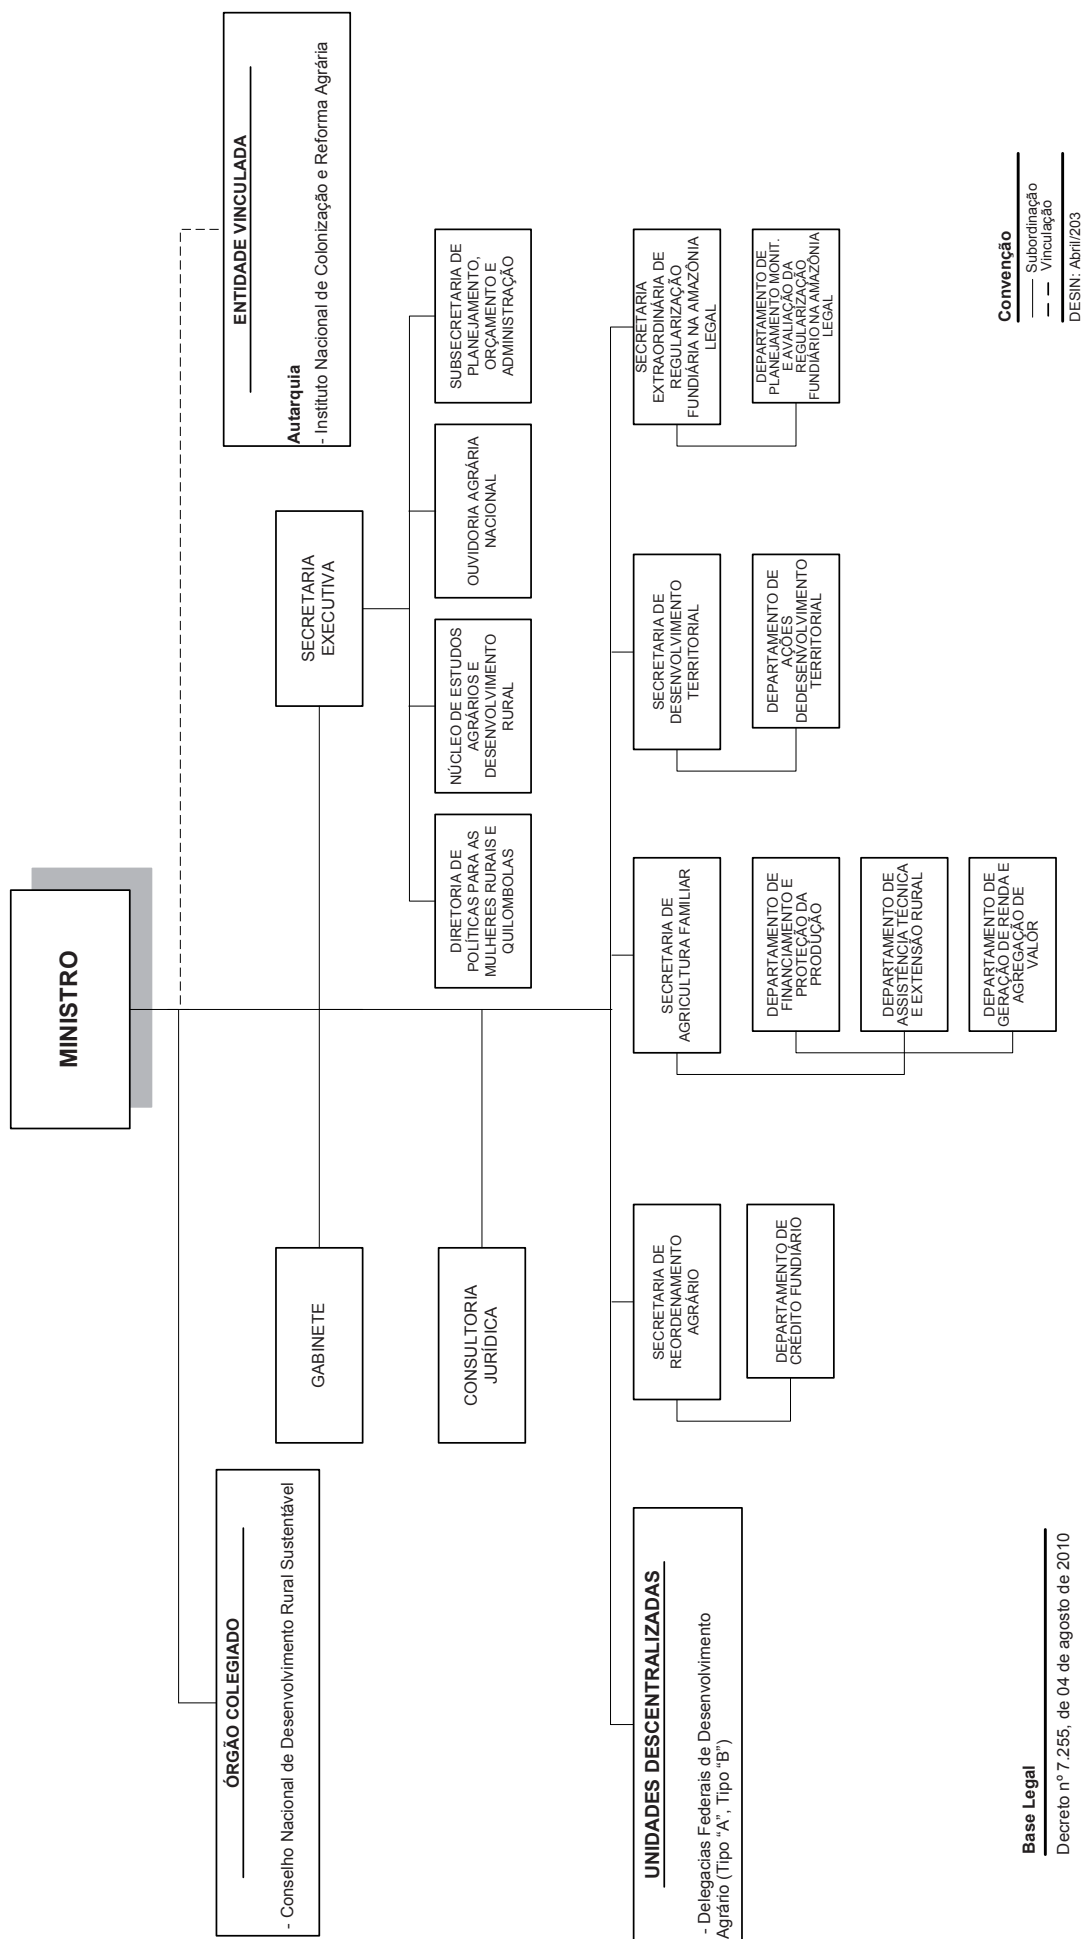 MINISTRO
ÓRGÃO COLEGIADO
- Conselho Nacional de Desenvolvimento Rural Sustentável
ENTIDADE VINCULADA
Autarquia
- Instituto Nacional de Colonização e Reforma Agrária
GABINETE
SECRETARIA
EXECUTIVA
CONSULTORIA
JURÍDICA
DIRETORIA DE
POLÍTICAS PARA AS
MULHERES RURAIS E
QUILOMBOLAS
NÚCLEO DE ESTUDOS
AGRÁRIOS E
DESENVOLVIMENTO
RURAL
OUVIDORIA AGRÁRIA
NACIONAL
SUBSECRETARIA DE
PLANEJAMENTO,
ORÇAMENTO E
ADMINISTRAÇÃO
UNIDADES DESCENTRALIZADAS
- Delegacias Federais de Desenvolvimento
Agrário (Tipo “A”, Tipo “B”)
SECRETARIA DE
REORDENAMENTO
AGRÁRIO
DEPARTAMENTO DE
CRÉDITO FUNDIÁRIO
SECRETARIA DE
AGRICULTURA FAMILIAR
DEPARTAMENTO DE
FINANCIAMENTO E
PROTEÇÃO DA
PRODUÇÃO
DEPARTAMENTO DE
ASSISTÊNCIA TÉCNICA
E EXTENSÃO RURAL
DEPARTAMENTO DE
GERAÇÃO DE RENDA E
AGREGAÇÃO DE
VALOR
SECRETARIA DE
DESENVOLVIMENTO
TERRITORIAL
DEPARTAMENTO DE
AÇÕES
DEDESENVOLVIMENTO
TERRITORIAL
SECRETARIA
EXTRAORDINÁRIA DE
REGULARIZAÇÃO
FUNDIÁRIA NA AMAZÔNIA
LEGAL
DEPARTAMENTO DE
PLANEJAMENTO MONIT.
E AVALIAÇÃO DA
REGULARIZAÇÃO
FUNDIÁRIO NA AMAZÔNIA
LEGAL
Base Legal
Decreto nº 7.255, de 04 de agosto de 2010
Convenção
Subordinação
Vinculação
DESIN: Abril/203